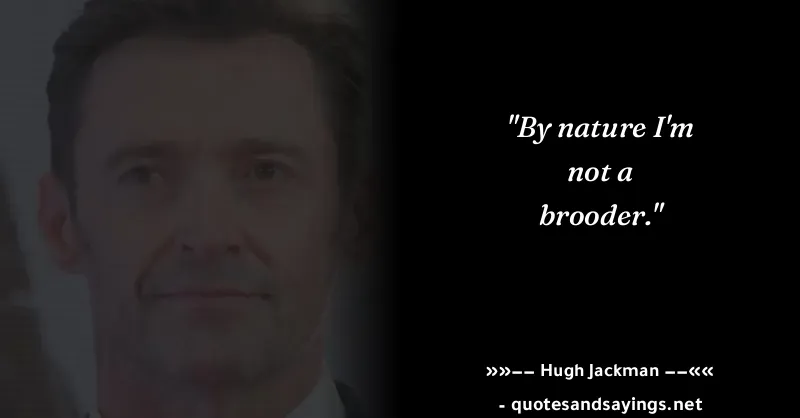 "By nature I'm
not a
brooder."
»»−− Hugh Jackman −−««
- quotesandsayings.net